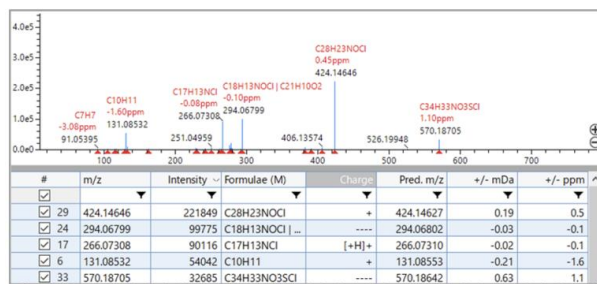 4.0e5
3.0e5
2.0e5
1.0e5
0.0e0
C28H23NOCl
0.45ppm
424.14646
C17H13NCl
-0.08ppm
266.07308
C18H13NOCl | C21H10O2
-0.10ppm
294.06799
C10H11
-1.60ppm
131.08532
C7H7
-3.08ppm
91.05395
251.04959
406.13574
526.19948
C34H33NO3SCl
1.10ppm
570.18705
100 200 300 400 500 600 700
# m/z Intensity Formulae (M) Charge Pred. m/z +/- mDa +/- ppm
29 424.14646 221849 C28H23NOCl + 424.14627 0.19 0.5
24 294.06799 99775 C18H13NOCl | ... ---- 294.06802 -0.03 -0.1
17 266.07308 90116 C17H13NCl [+H]+ 266.07310 -0.02 -0.1
6 131.08532 54042 C10H11 + 131.08553 -0.21 -1.6
33 570.18705 32685 C34H33NO3SCl ---- 570.18642 0.63 1.1